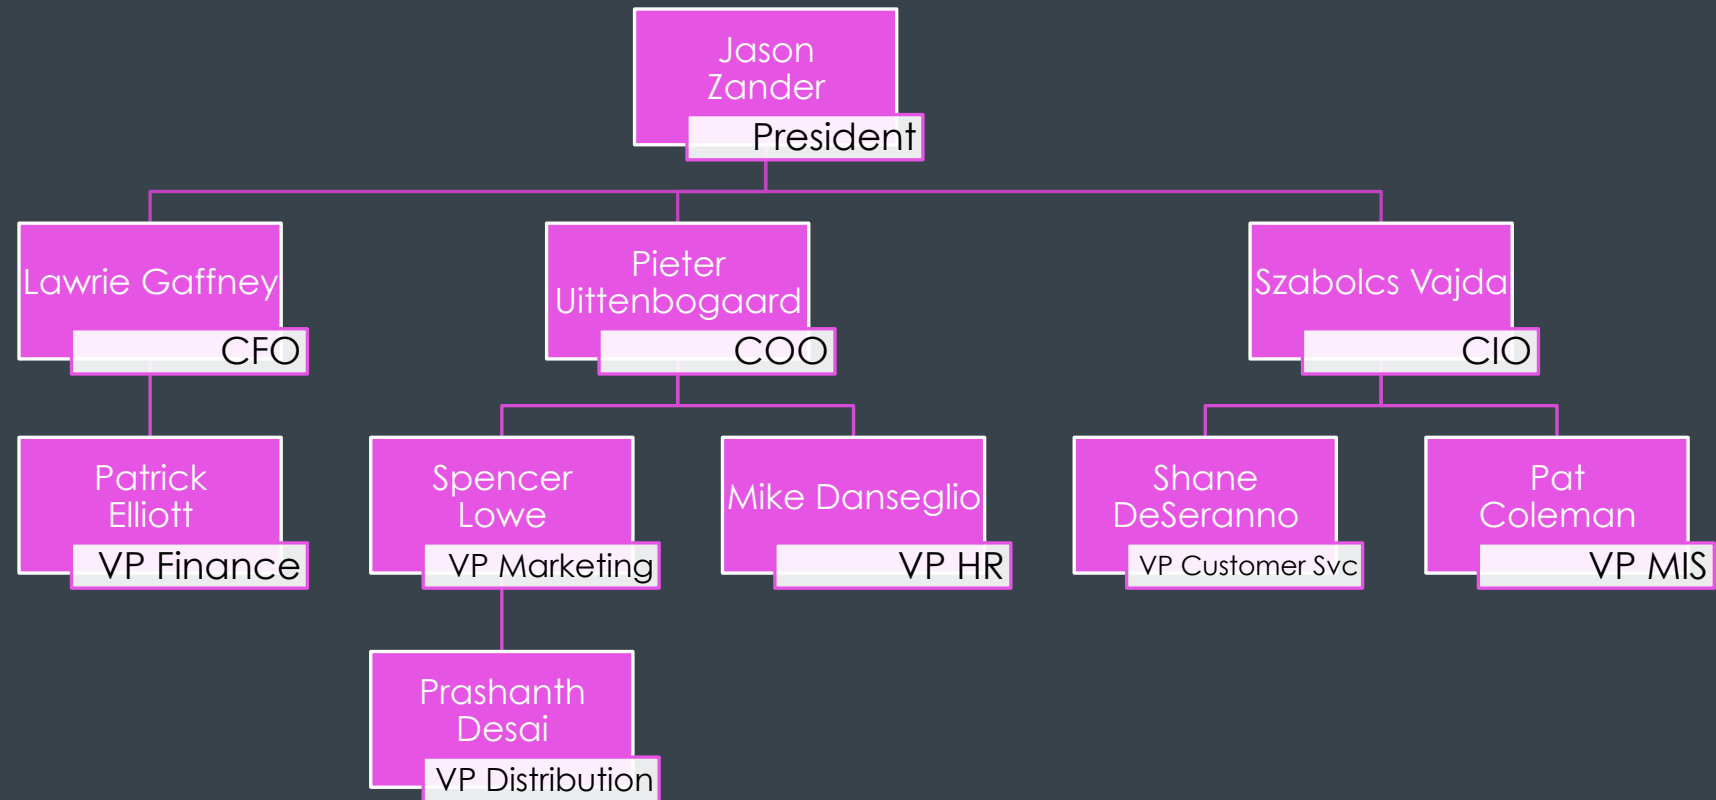 Jason
Zander
President
Lawrie Gaffney
CFO
Pieter
Uittenbogaard
COO
Szabolcs Vajda
CIO
Patrick
Elliott
VP Finance
Spencer
Lowe
VP Marketing
Mike Danseglio
VP HR
Shane
DeSeranno
VP Customer Svc
Pat
Coleman
VP MIS
Prashanth
Desai
VP Distribution